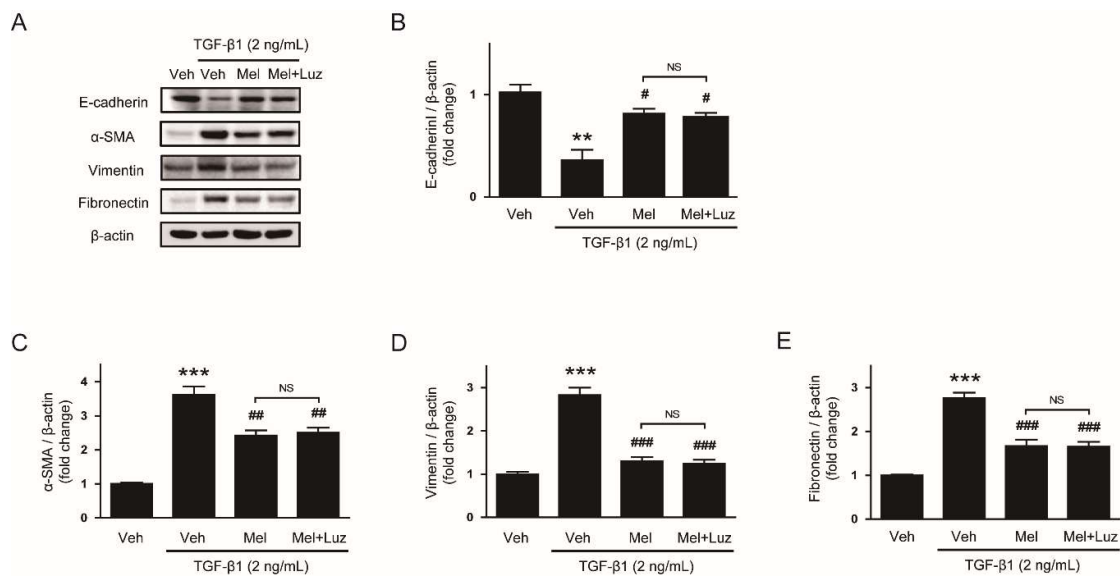 A
TGF-β1 (2 ng/mL)
Veh Veh Mel Mel+Luz
E-cadherin
α-SMA
Vimentin
Fibronectin
β-actin
B
E-cadherinl / β-actin
(fold change)
1
0
**
#
#
NS
Veh Veh Mel Mel+Luz
TGF-β1 (2 ng/mL)
C
α-SMA / β-actin
(fold change)
4
3
2
1
0
***
##
##
NS
Veh Veh Mel Mel+Luz
TGF-β1 (2 ng/mL)
D
Vimentin / β-actin
(fold change)
3
2
1
0
***
###
###
NS
Veh Veh Mel Mel+Luz
TGF-β1 (2 ng/mL)
E
Fibronectin / β-actin
(fold change)
3
2
1
0
***
###
###
NS
Veh Veh Mel Mel+Luz
TGF-β1 (2 ng/mL)